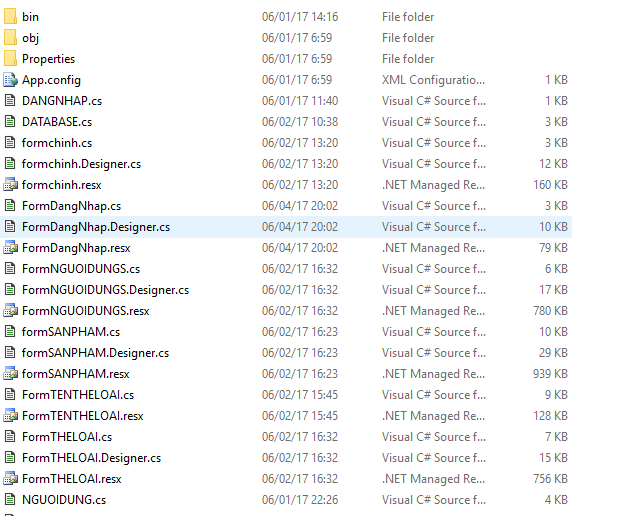 bin 06/01/17 14:16 File folder
obj 06/01/17 6:59 File folder
Properties 06/01/17 6:59 File folder
App.config 06/01/17 6:59 XML Configuratio... 1 KB
DANGNHAP.cs 06/01/17 11:40 Visual C# Source f... 1 KB
DATABASE.cs 06/02/17 10:38 Visual C# Source f... 3 KB
formchinh.cs 06/02/17 13:20 Visual C# Source f... 3 KB
formchinh.Designer.cs 06/02/17 13:20 Visual C# Source f... 12 KB
formchinh.resx 06/02/17 13:20 .NET Managed Re... 160 KB
FormDangNhap.cs 06/04/17 20:02 Visual C# Source f... 3 KB
FormDangNhap.Designer.cs 06/04/17 20:02 Visual C# Source f... 10 KB
FormDangNhap.resx 06/04/17 20:02 .NET Managed Re... 79 KB
FormNGUOIDUNGS.cs 06/02/17 16:32 Visual C# Source f... 6 KB
FormNGUOIDUNGS.Designer.cs 06/02/17 16:32 Visual C# Source f... 17 KB
FormNGUOIDUNGS.resx 06/02/17 16:32 .NET Managed Re... 780 KB
formSANPHAM.cs 06/02/17 16:23 Visual C# Source f... 10 KB
formSANPHAM.Designer.cs 06/02/17 16:23 Visual C# Source f... 29 KB
formSANPHAM.resx 06/02/17 16:23 .NET Managed Re... 939 KB
FormTENTHELOAI.cs 06/02/17 15:45 Visual C# Source f... 9 KB
FormTENTHELOAI.resx 06/02/17 15:45 .NET Managed Re... 128 KB
FormTHELOAI.cs 06/02/17 16:32 Visual C# Source f... 7 KB
FormTHELOAI.Designer.cs 06/02/17 16:32 Visual C# Source f... 15 KB
FormTHELOAI.resx 06/02/17 16:32 .NET Managed Re... 756 KB
NGUOIDUNG.cs 06/01/17 22:26 Visual C# Source f... 4 KB